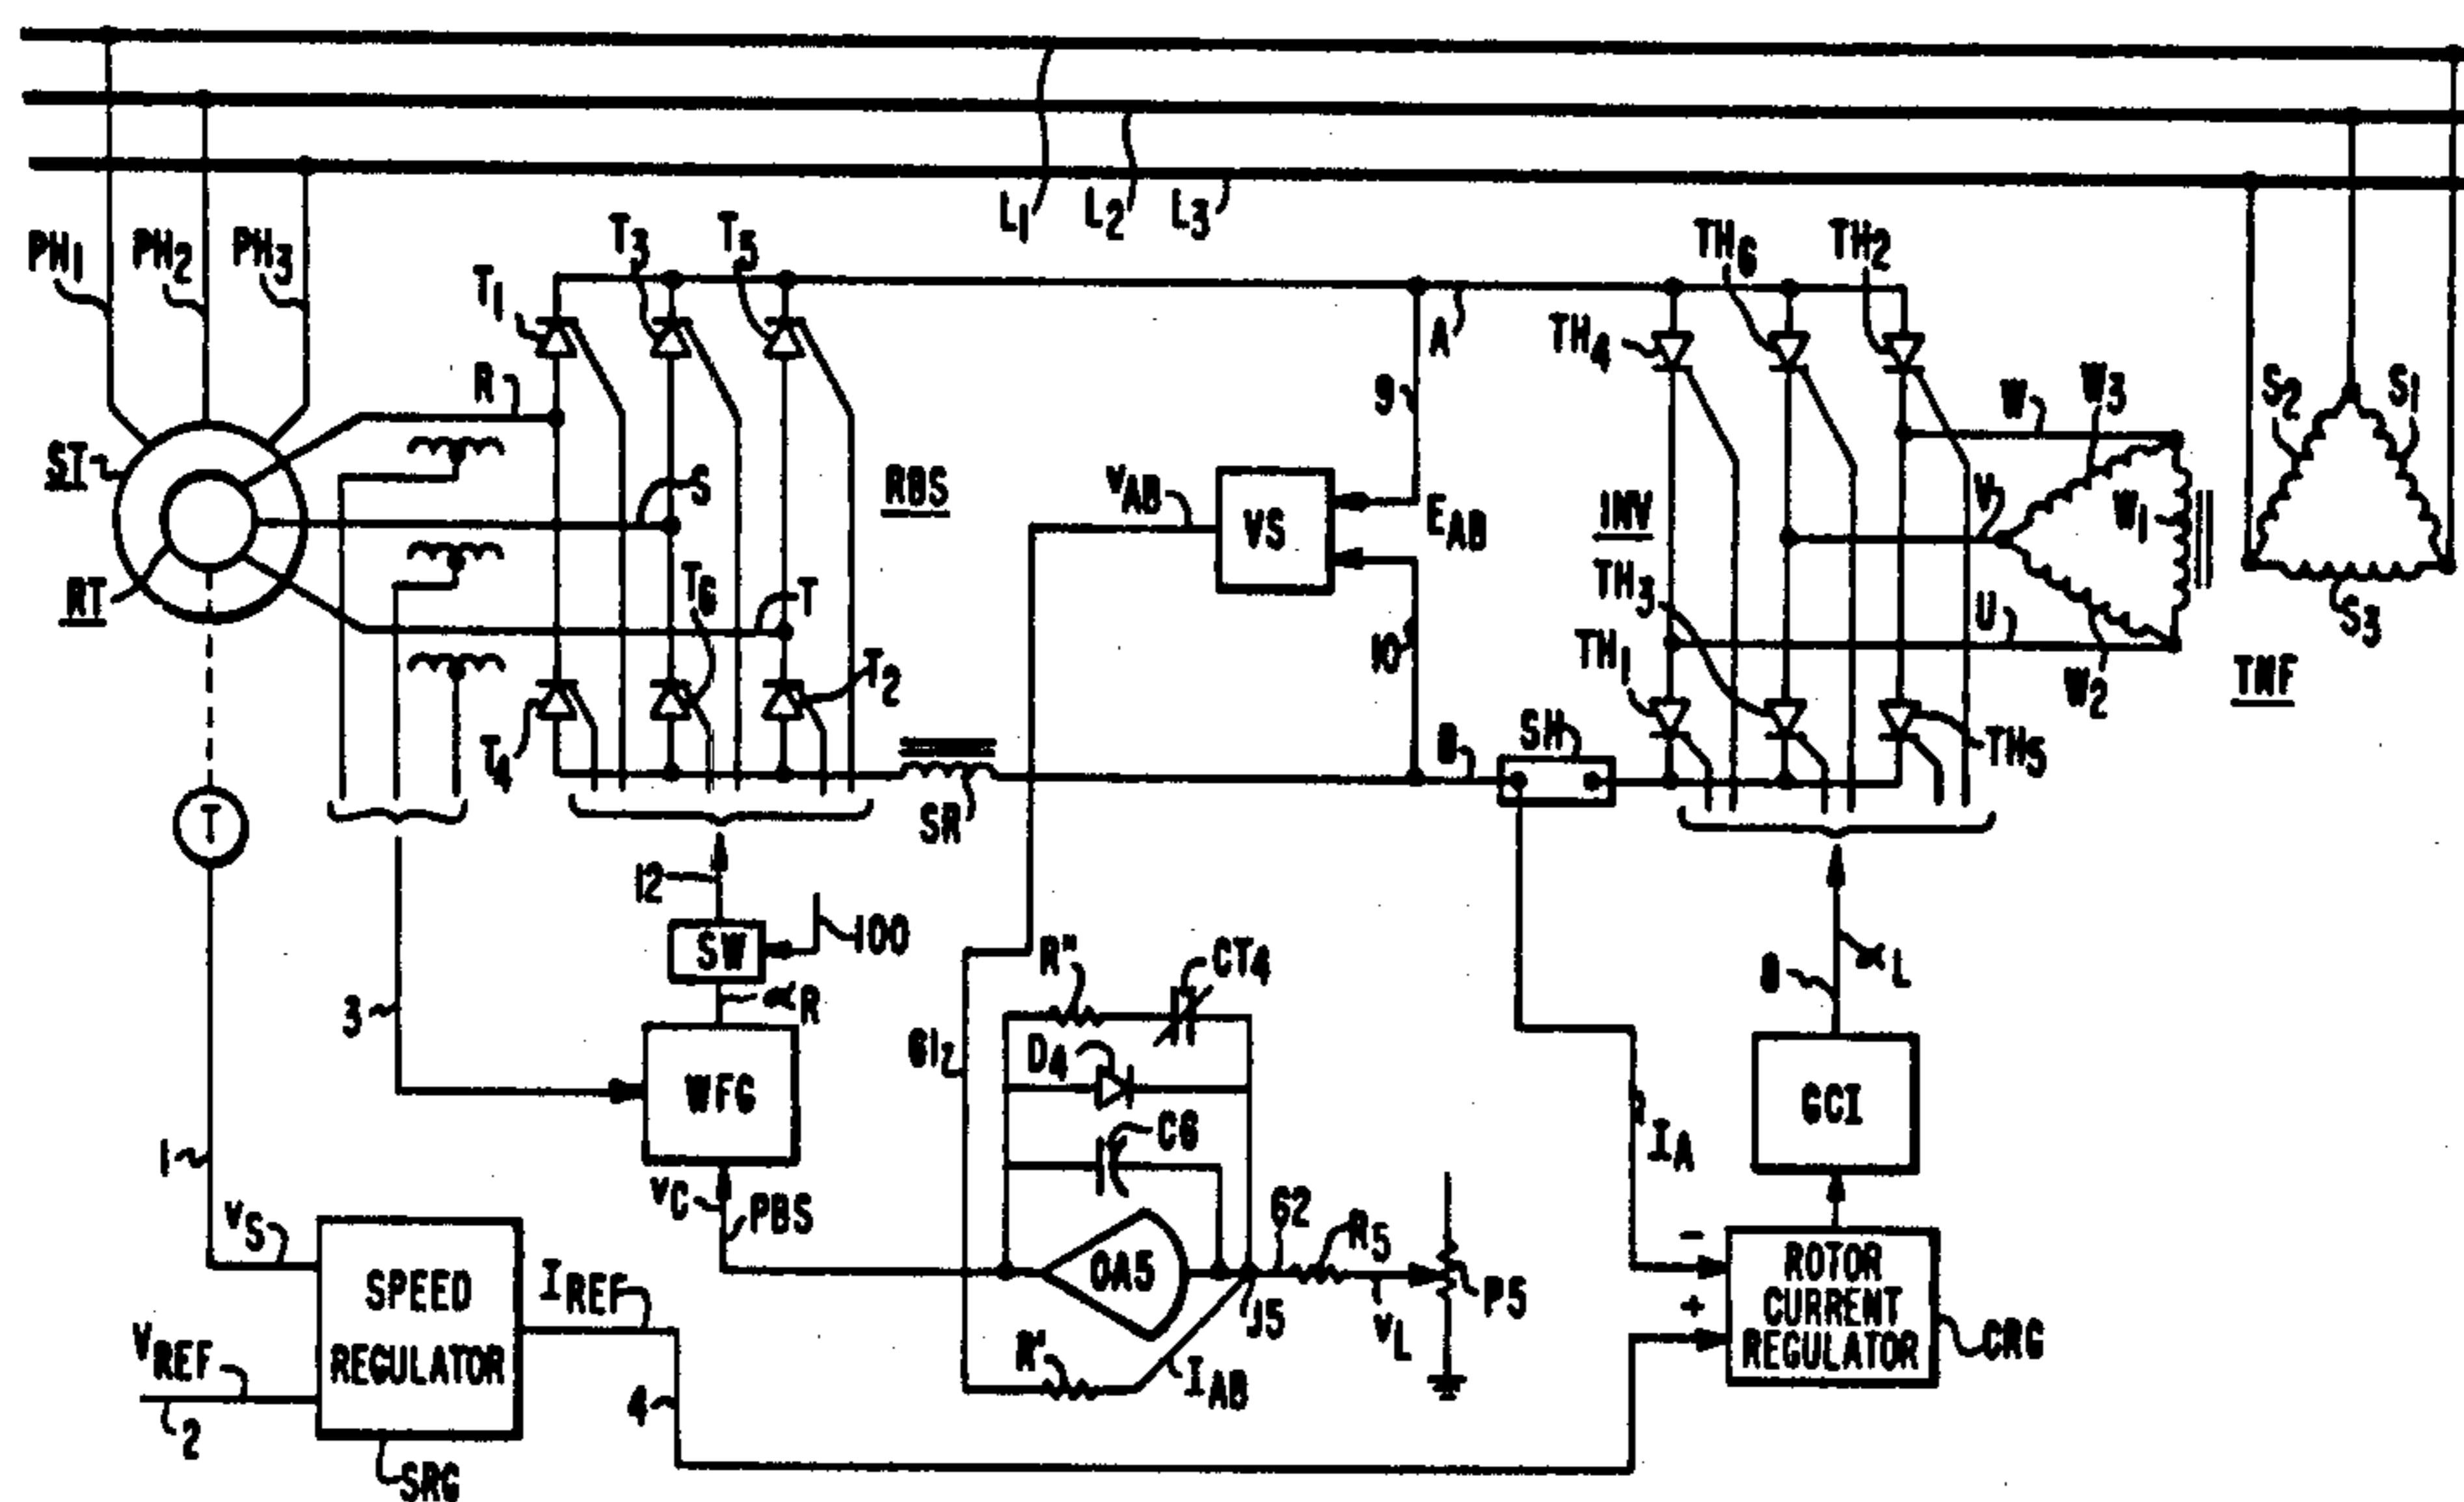 L1 L2 L3
PH1 PH2 PH3
T1 T3 T5
TH4 TH6 TH2
A
9
R
ST
S
RBS
VAB
VS
EAB
INV
W W3
V
W1
S2 S1
S3
RT
T6
T
T2
10
TH3
U
TH1
W2
TNF
T4
SR
B
SH
TH5
T
12
SW
100
αR
3
R"
CT4
8
αL
61
D4
WFG
C6
IA
GCI
1
vC
PBS
62
R5
vS
SPEED
REGULATOR
IREF
OA5
J5
vL
P5
-
+
ROTOR
CURRENT
REGULATOR
CRG
VREF
2
R'
IAB
4
SRG